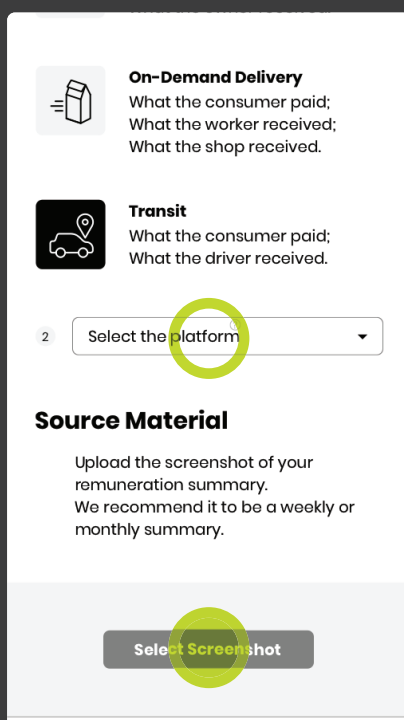 On-Demand Delivery
What the consumer paid;
What the worker received;
What the shop received.
Transit
What the consumer paid;
What the driver received.
2
Select the platform
Source Material
Upload the screenshot of your
remuneration summary.
We recommend it to be a weekly or
monthly summary.
Select Screenshot